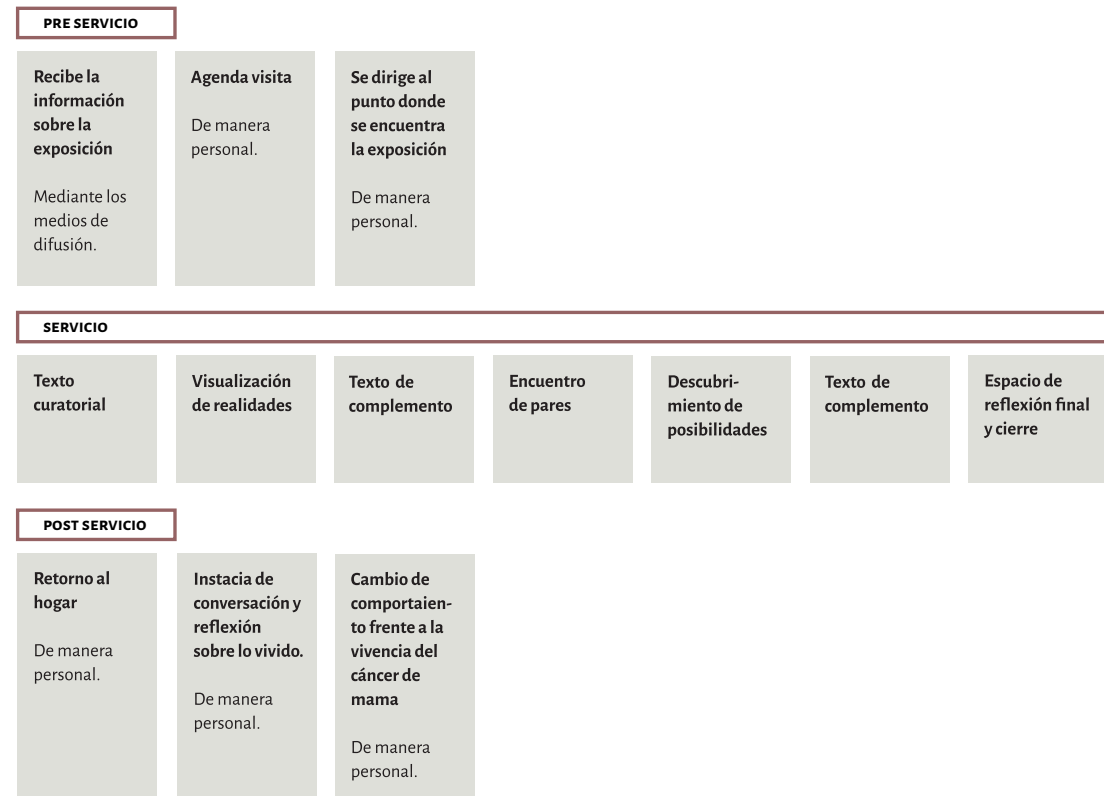 PRE SERVICIO
Recibe la
información
sobre la
exposición
Mediante los
medios de
difusión.
Agenda visita
De manera
personal.
Se dirige al
punto donde
se encuentra
la exposición
De manera
personal.
SERVICIO
Texto
curatorial
Visualización
de realidades
Texto de
complemento
Encuentro
de pares
Descubri-
miento de
posibilidades
Texto de
complemento
Espacio de
reflexión final
y cierre
POST SERVICIO
Retorno al
hogar
De manera
personal.
Instacia de
conversación y
reflexión
sobre lo vivido.
De manera
personal.
Cambio de
comportaien-
to frente a la
vivencia del
cáncer de
mama
De manera
personal.